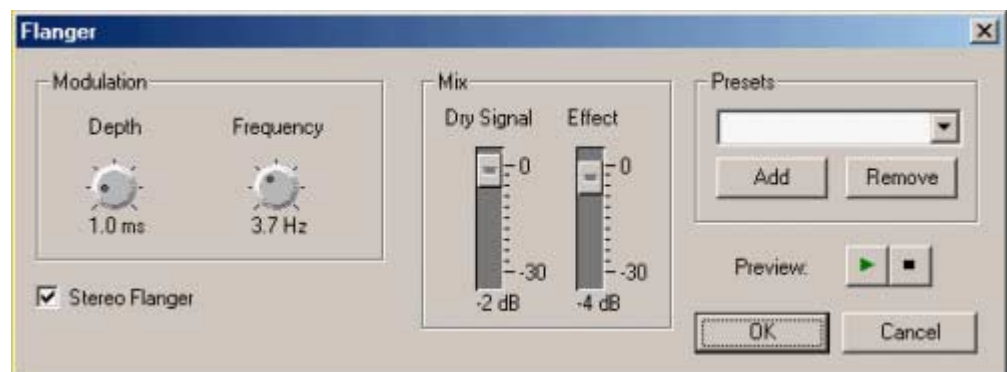 Flanger
Modulation
Depth
Frequency
1.0 ms
3.7 Hz
Stereo Flanger
Mix
Dry Signal
Effect
0
0
-30
-30
-2 dB
-4 dB
Presets
Add
Remove
Preview:
OK
Cancel